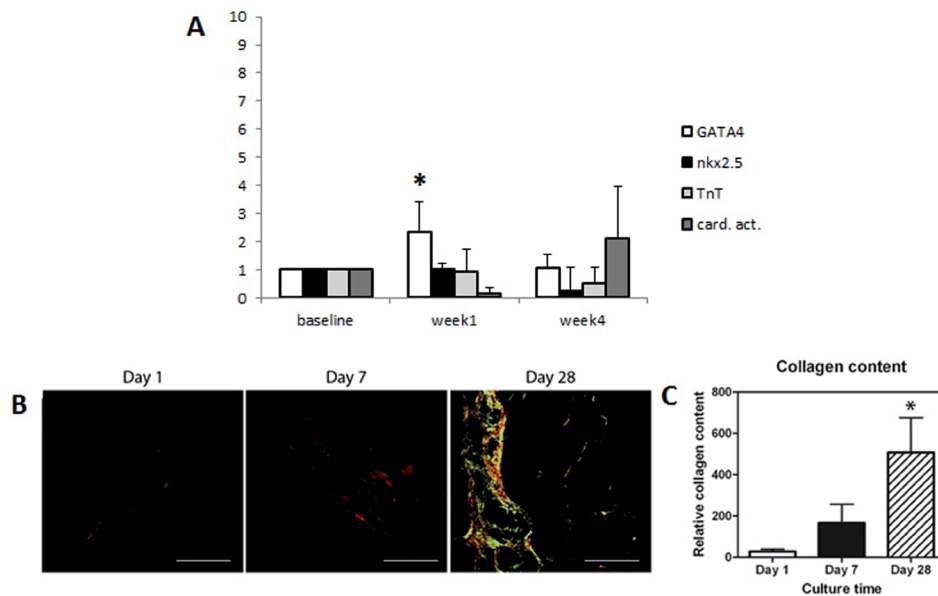 A
10
9
8
7
6
5
4
3
2
1
0
*
baseline week1 week4
GATA4
nkx2.5
TnT
card. act.
B
Day 1 Day 7 Day 28
C
Collagen content
Relative collagen content
800
600
400
200
0
*
Day 1 Day 7 Day 28
Culture time